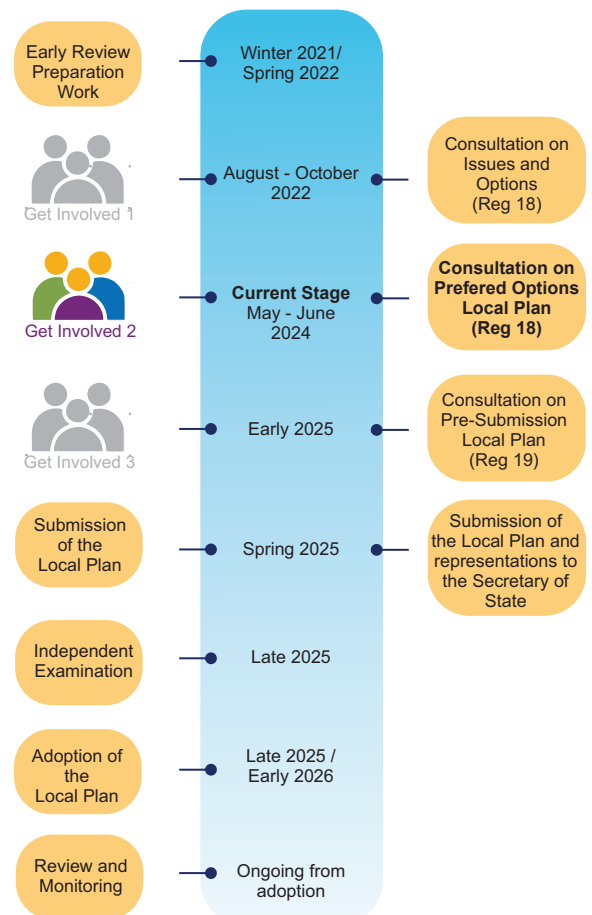 Early Review
Preparation
Work
Winter 2021/
Spring 2022
Get Involved 1
August - October
2022
Consultation on
Issues and
Options
(Reg 18)
Get Involved 2
Current Stage
May - June
2024
Consultation on
Prefered Options
Local Plan
(Reg 18)
Get Involved 3
Early 2025
Consultation on
Pre-Submission
Local Plan
(Reg 19)
Submission
of the
Local Plan
Spring 2025
Submission of
the Local Plan and
representations to
the Secretary of
State
Independent
Examination
Late 2025
Adoption of
the
Local Plan
Late 2025 /
Early 2026
Review and
Monitoring
Ongoing from
adoption